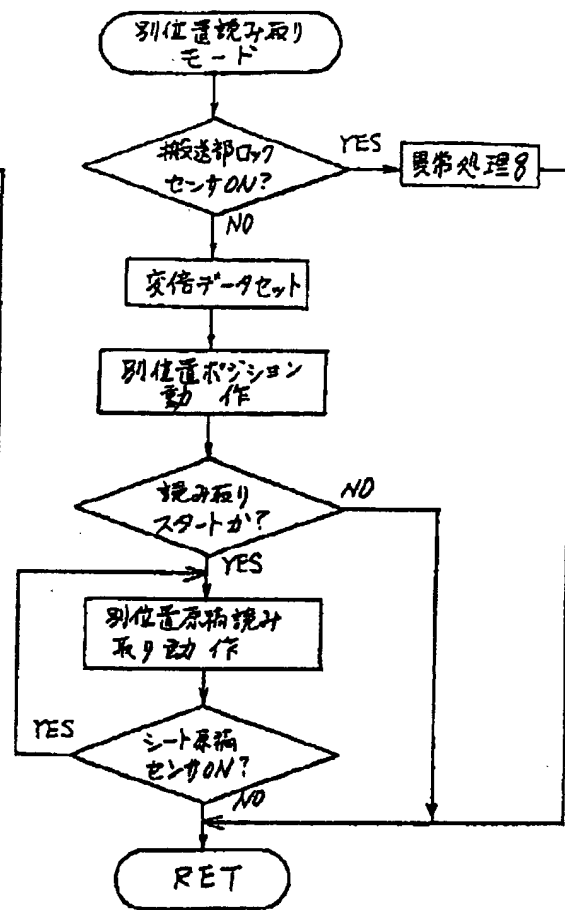 別位置読み取り
モード
搬送部ロック
センサON?
YES
異常処理8
NO
変倍データセット
別位置ポジション
動作
読み取り
スタートか?
NO
YES
別位置原稿読み
取り動作
YES
シート原稿
センサON?
NO
RET